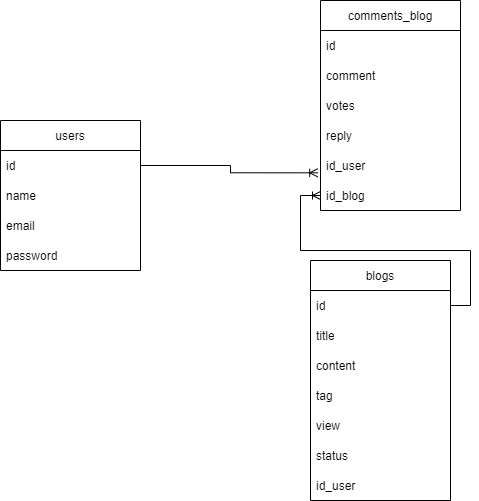 comments_blog
id
comment
votes
reply
id_user
id_blog
users
id
name
email
password
blogs
id
title
content
tag
view
status
id_user